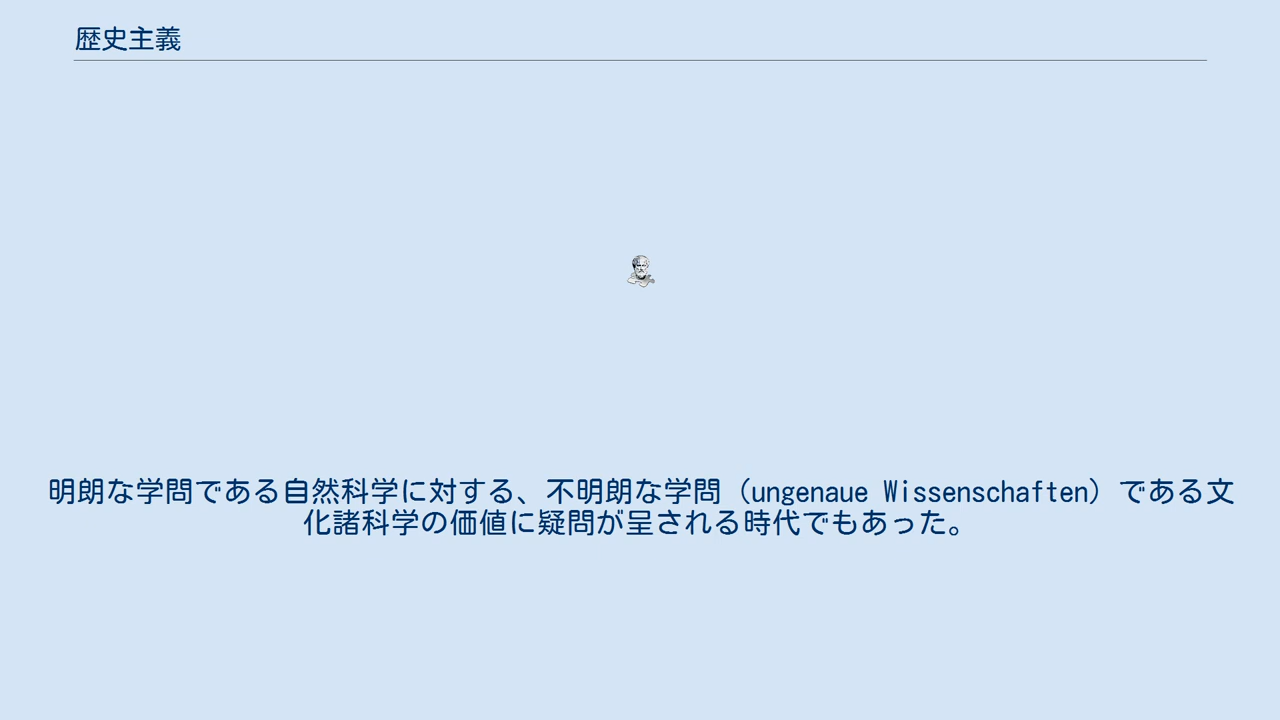 歴史主義
明朗な学問である自然科学に対する、不明朗な学問（ungenaue Wissenschaften）である文
化諸科学の価値に疑問が呈される時代でもあった。